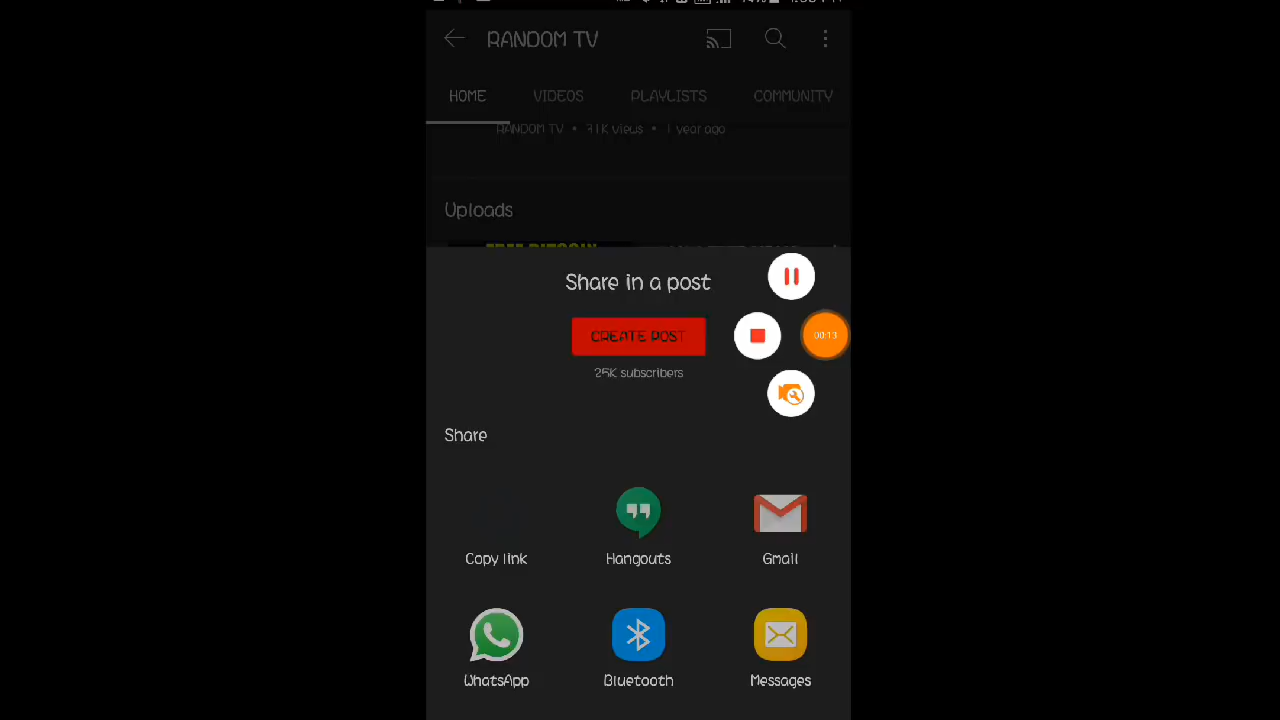 RANDOM TV
HOME VIDEOS PLAYLISTS COMMUNITY
RANDOM TV • 71K views • 1 year ago
Uploads
Share in a post
CREATE POST
00:13
25K subscribers
Share
Copy link Hangouts Gmail
WhatsApp Bluetooth Messages